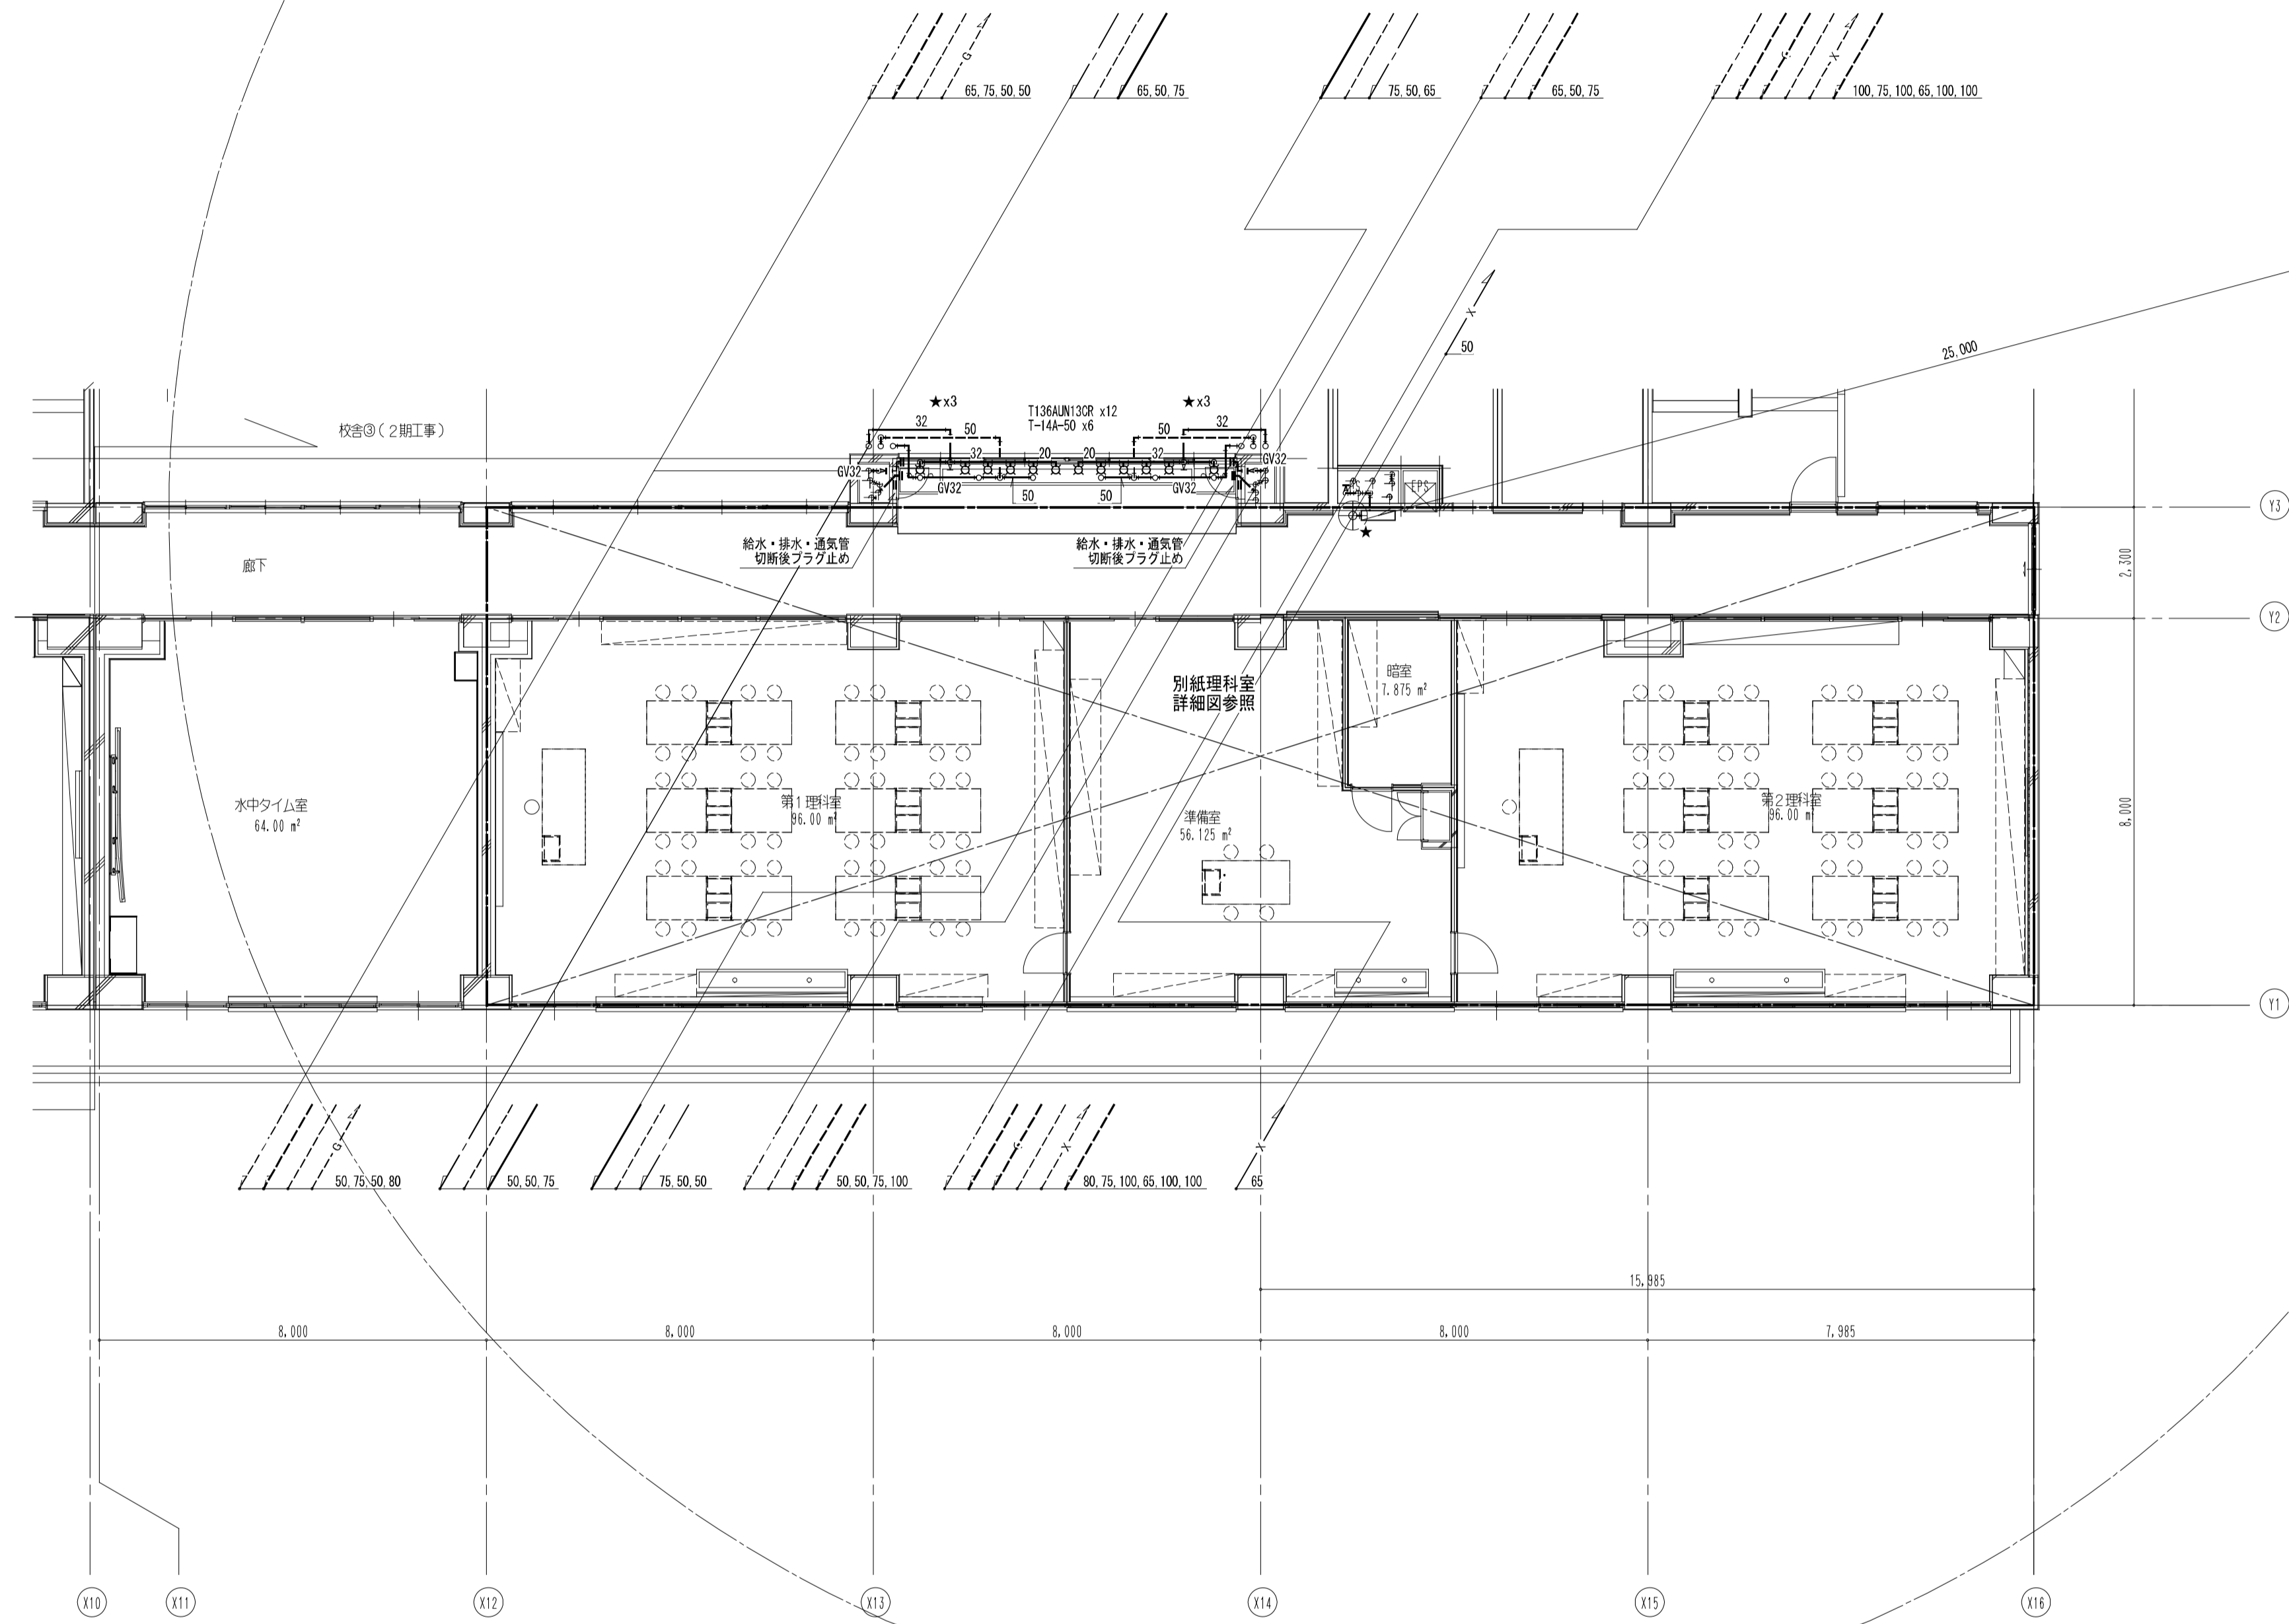 G
G
X
65,75,50,50
65,50,75
75,50,65
65,50,75
100,75,100,65,100,100
X
50
25,000
★x3
T136AUN13CR x12
T-14A-50 x6
★x3
校舎③(2期工事)
32
50
50
32
32
20
20
32
GV32
GV32
GV32
50
50
GV32
EPS
★
Y3
給水・排水・通気管
切断後プラグ止め
給水・排水・通気管
切断後プラグ止め
廊下
2,300
Y2
別紙理科室
詳細図参照
暗室
7.875 m²
水中タイム室
64.00 m²
第1理科室
96.00 m²
準備室
56.125 m²
第2理科室
96.00 m²
8,000
Y1
G
G
X
X
50,75,50,80
50,50,75
75,50,50
50,50,75,100
80,75,100,65,100,100
65
15,985
8,000
8,000
8,000
8,000
7,985
X10
X11
X12
X13
X14
X15
X16